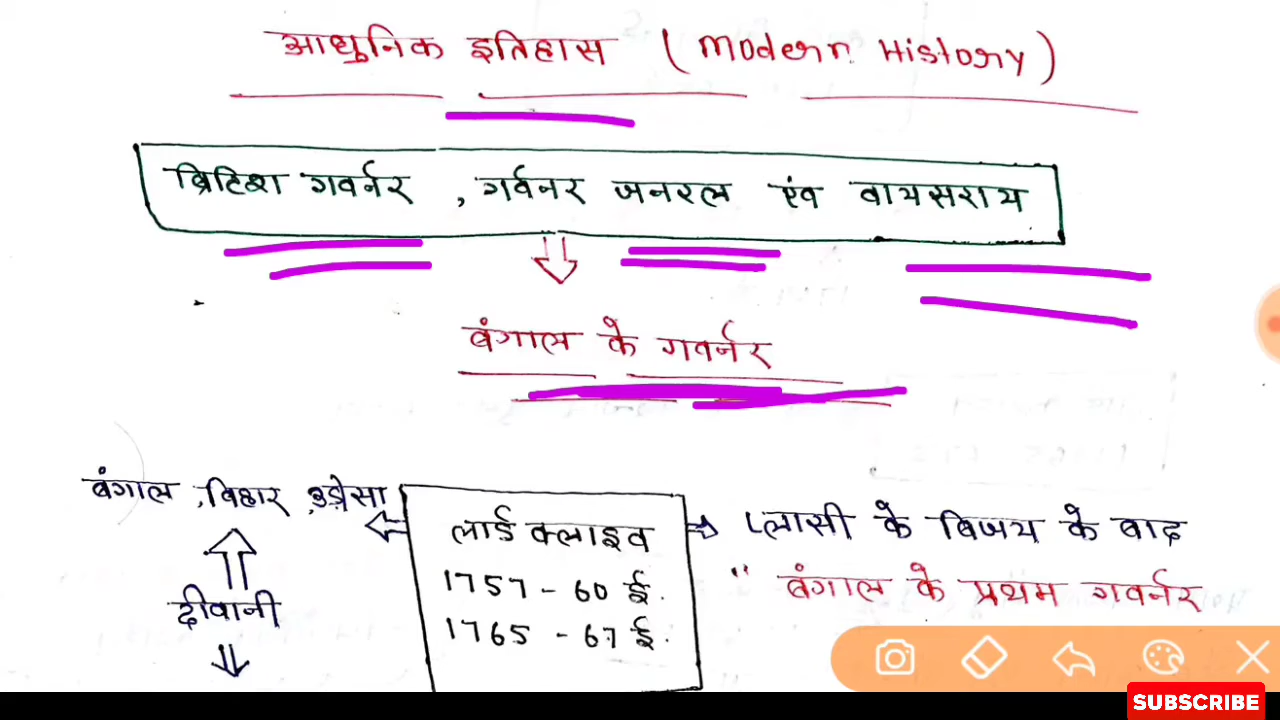 आधुनिक इतिहास (Modern History)
ब्रिटिश गवर्नर , गर्वनर जनरल एंव वायसराय
बंगाल के गवर्नर
बंगाल , बिहार , उड़ेसा
दीवानी
लार्ड क्लाइव
1757 - 60 ई.
1765 - 67 ई.
प्लासी के विजय के बाद
" बंगाल के प्रथम गवर्नर
SUBSCRIBE